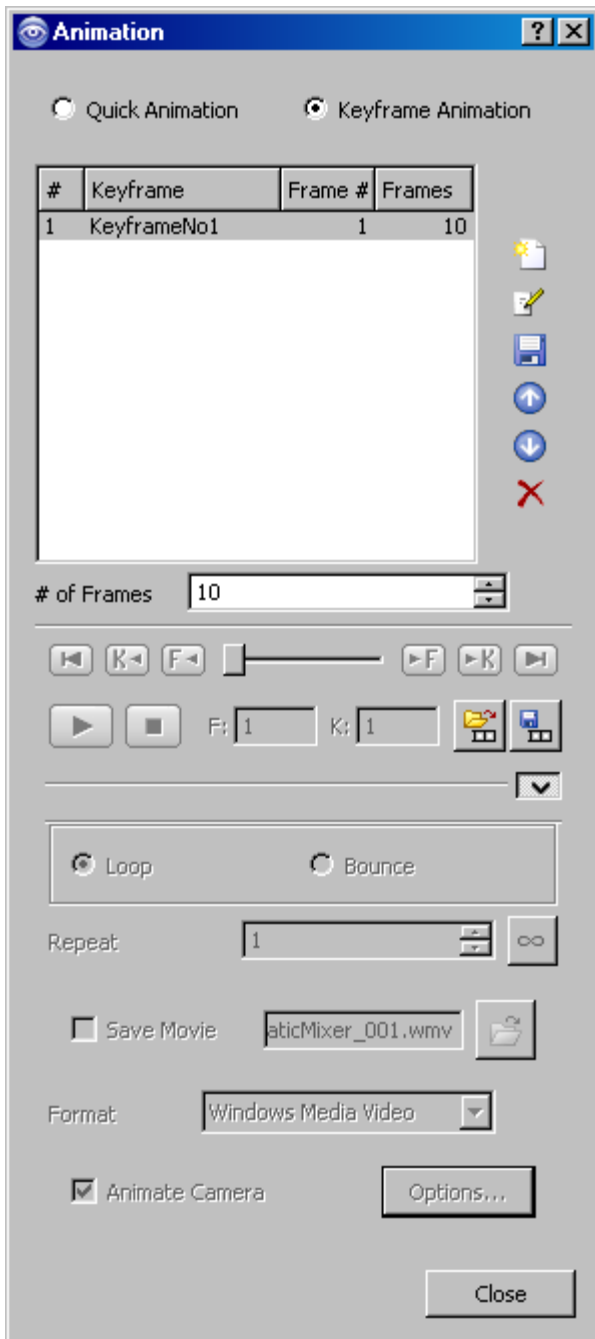 Animation
Quick Animation Keyframe Animation
# Keyframe Frame # Frames
1 KeyframeNo1 1 10
# of Frames 10
K F F K
F: 1 K: 1
Loop Bounce
Repeat 1 ∞
Save Movie aticMixer_001.wmv
Format Windows Media Video
Animate Camera Options...
Close